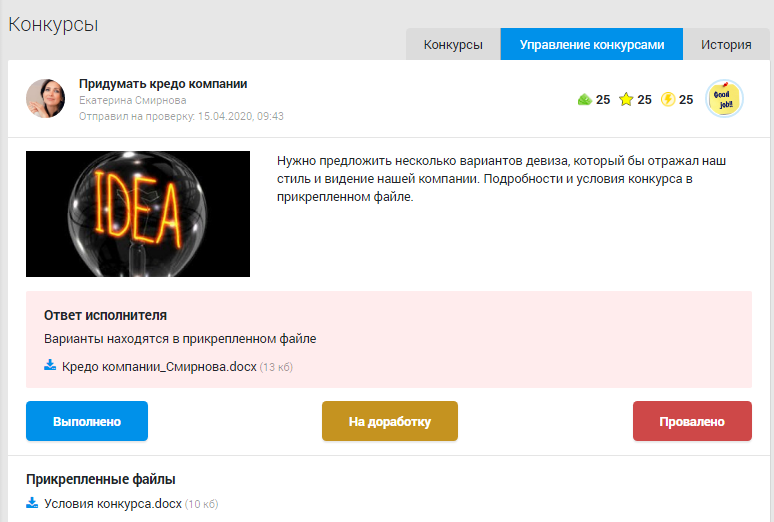 Конкурсы
Конкурсы Управление конкурсами История
Придумать кредо компании
Екатерина Смирнова
Отправил на проверку: 15.04.2020, 09:43
25 25 25 Good job!!
IDEA
Нужно предложить несколько вариантов девиза, который бы отражал наш
стиль и видение нашей компании. Подробности и условия конкурса в
прикрепленном файле.
Ответ исполнителя
Варианты находятся в прикрепленном файле
Кредо компании_Смирнова.docx (13 кб)
Выполнено На доработку Провалено
Прикрепленные файлы
Условия конкурса.docx (10 кб)